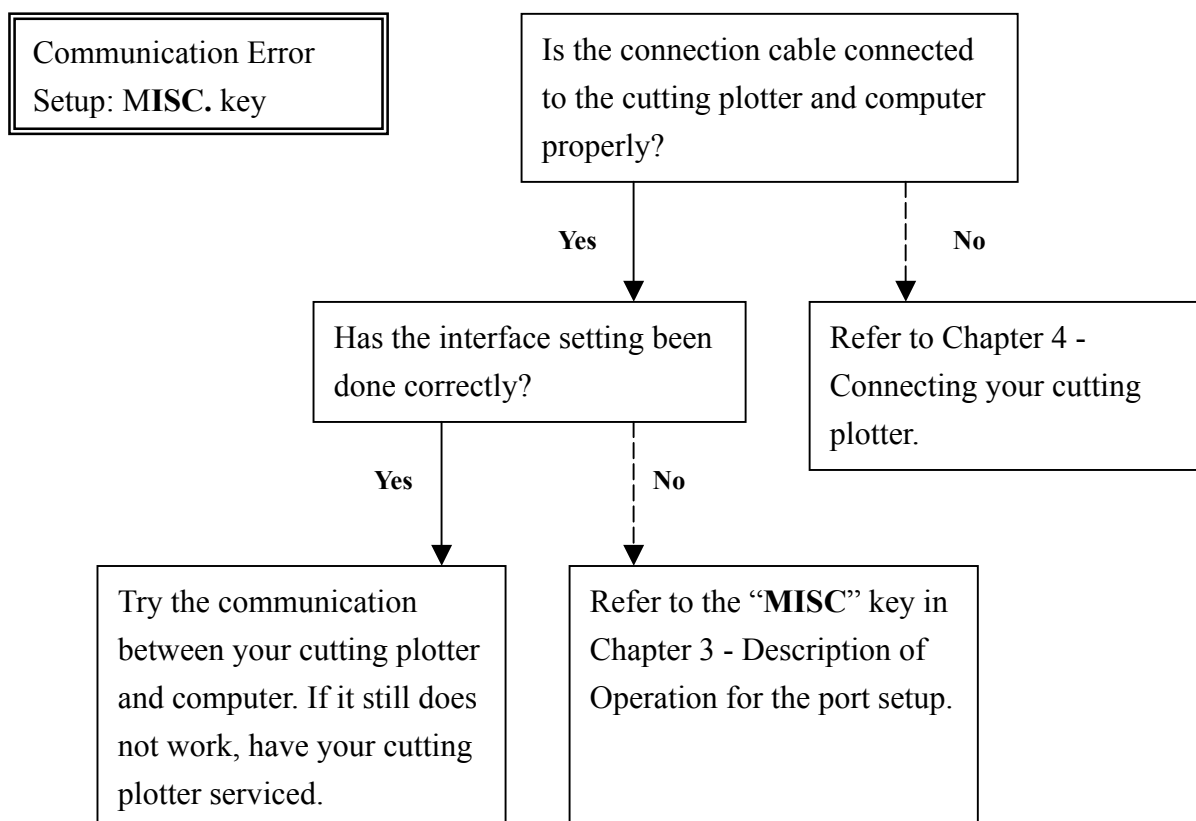 Communication Error
Setup: MISC. key
Is the connection cable connected
to the cutting plotter and computer
properly?
Yes
No
Has the interface setting been
done correctly?
Refer to Chapter 4 -
Connecting your cutting
plotter.
Yes
No
Try the communication
between your cutting plotter
and computer. If it still does
not work, have your cutting
plotter serviced.
Refer to the “MISC” key in
Chapter 3 - Description of
Operation for the port setup.